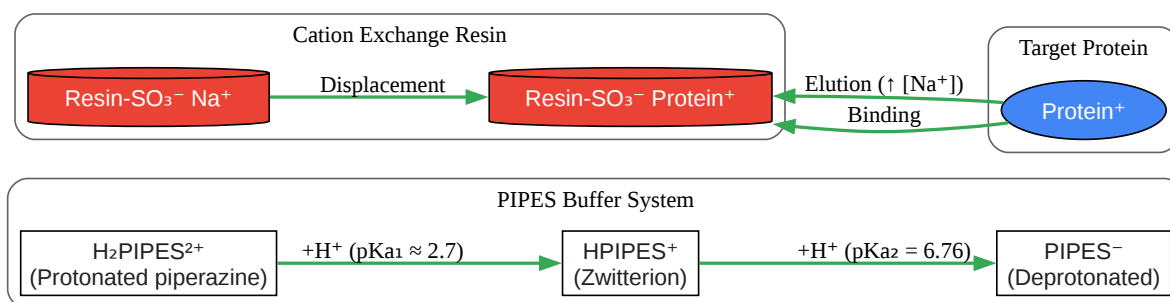 Cation Exchange Resin
Target Protein
Resin-SO₃⁻ Na⁺
Displacement
Resin-SO₃⁻ Protein⁺
Elution (↑ [Na⁺])
Binding
Protein⁺
PIPES Buffer System
H₂PIPES²⁺
(Protonated piperazine)
+H⁺ (pKa₁ ≈ 2.7)
HPIPES⁺
(Zwitterion)
+H⁺ (pKa₂ = 6.76)
PIPES⁻
(Deprotonated)